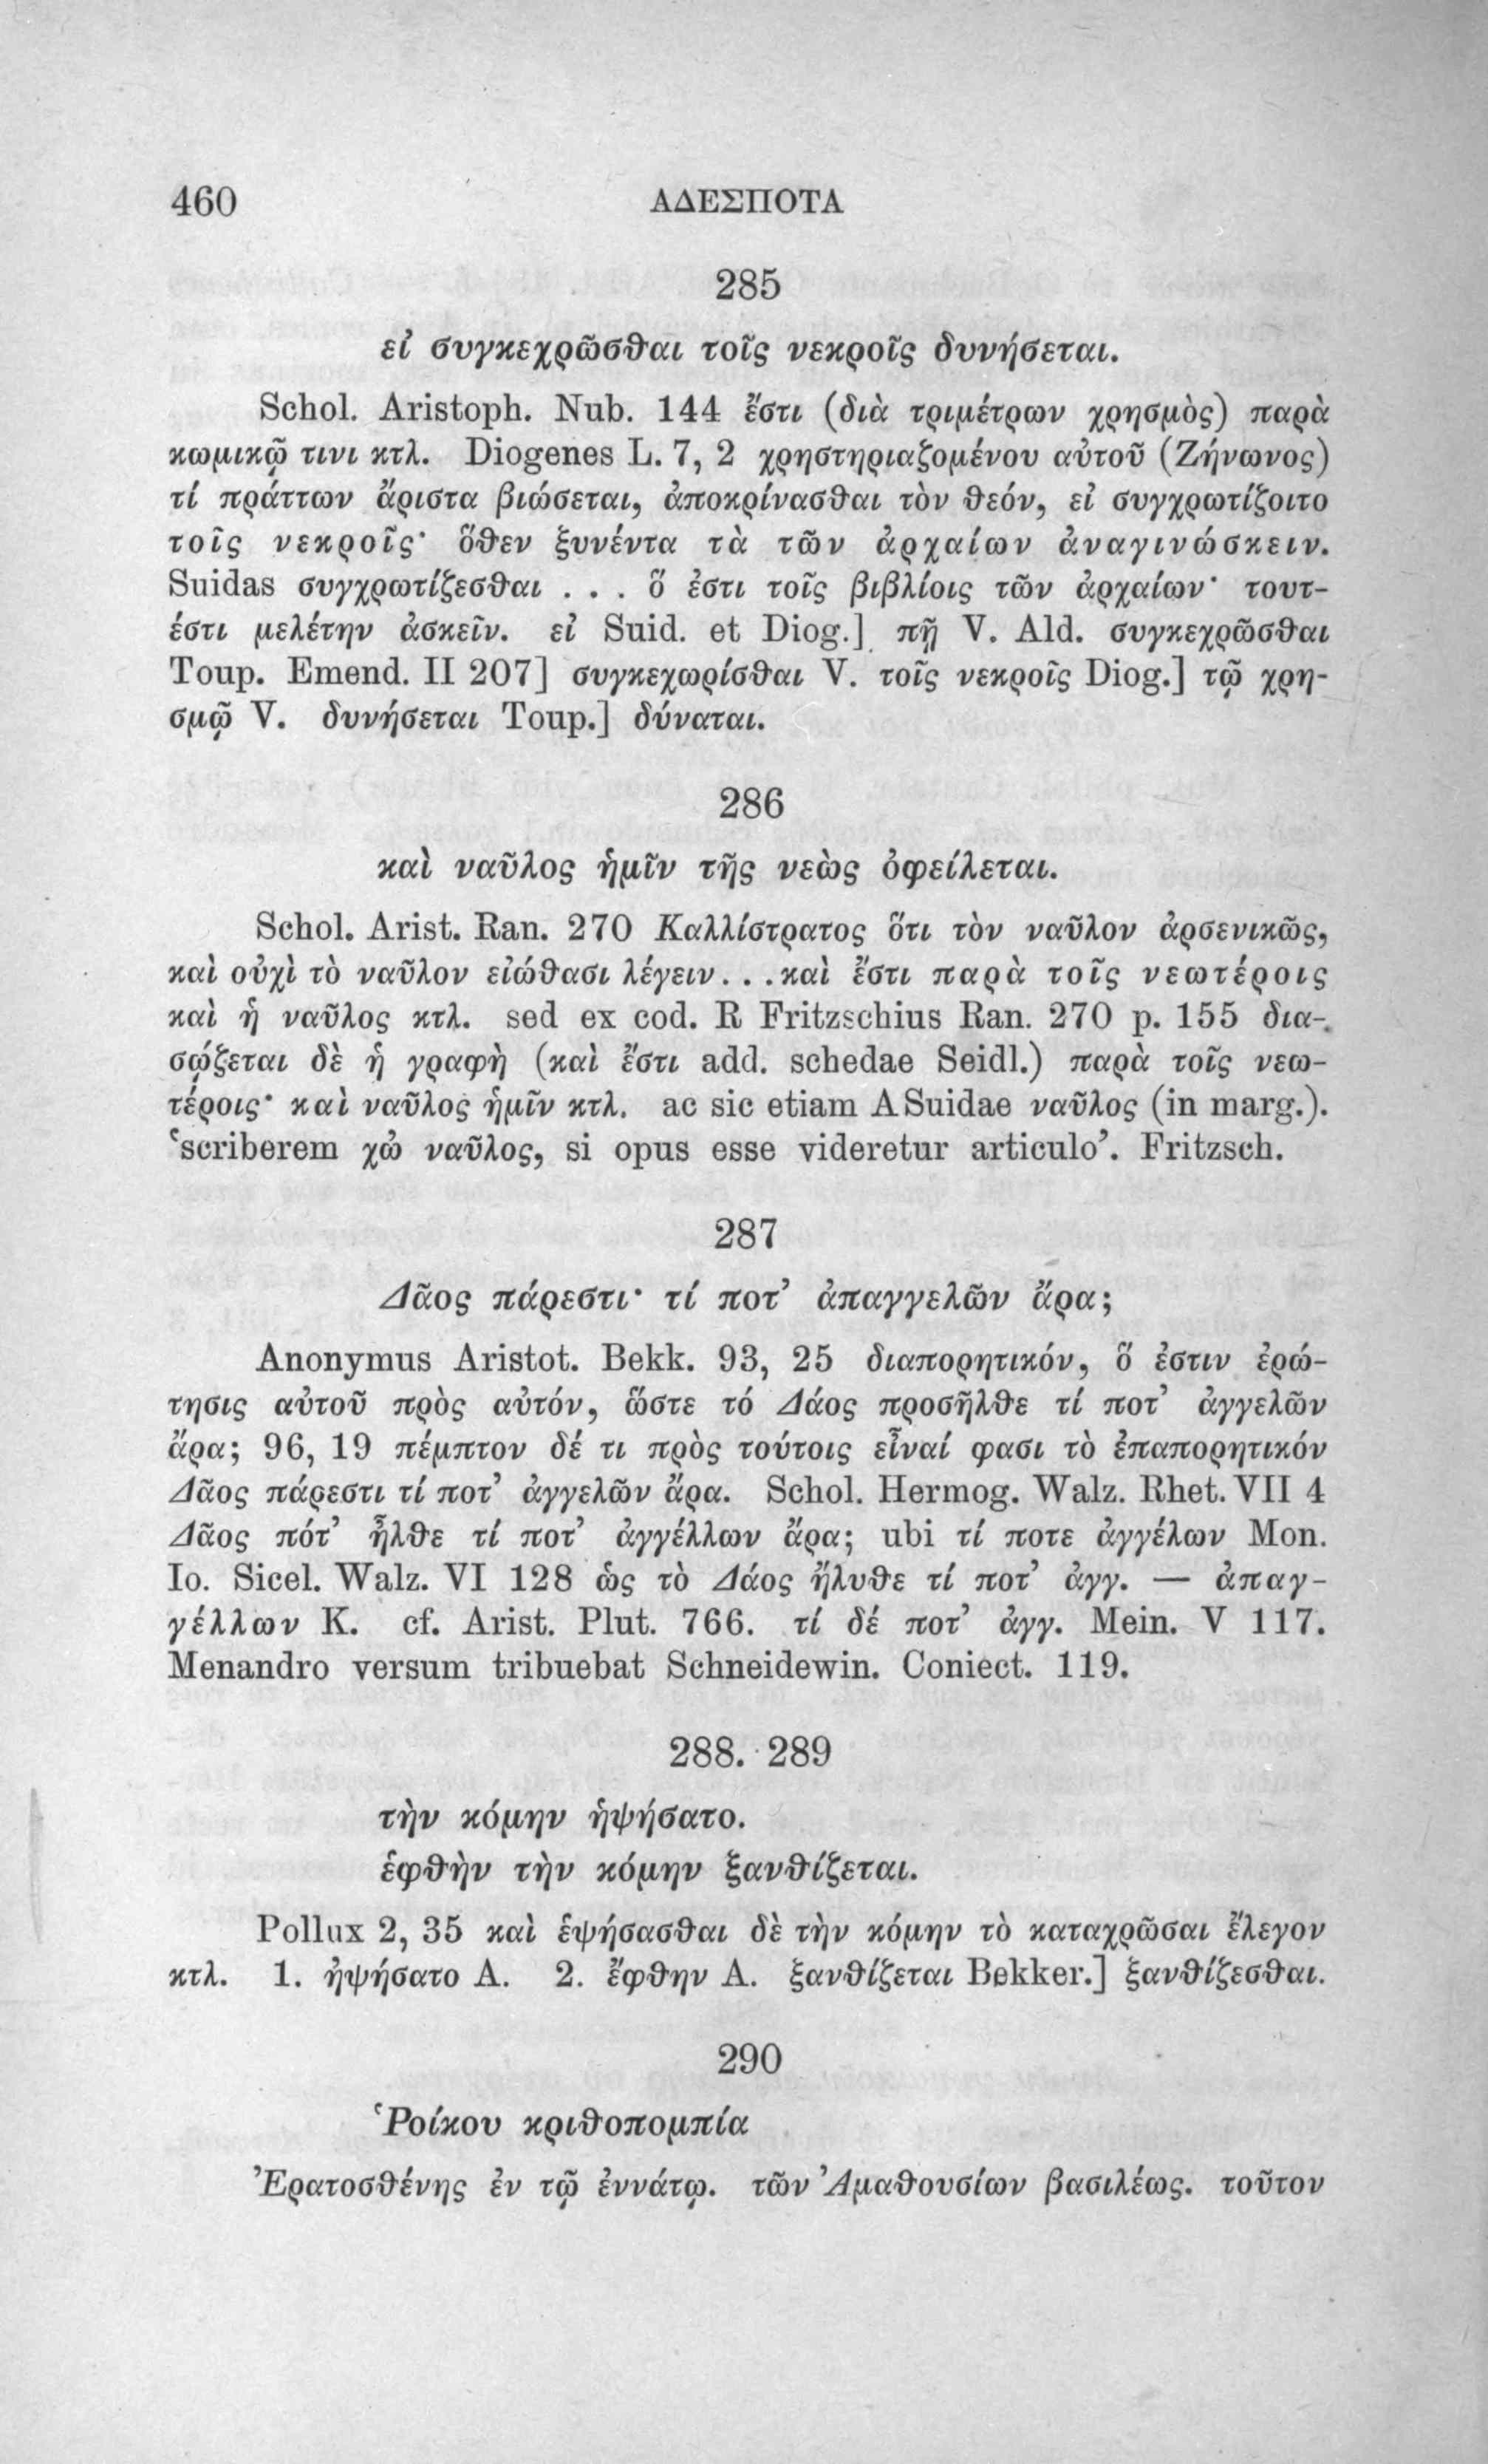 460 ΑΔΕΣΠΟΤΑ
285
εἰ συγκεχρῶσθαι τοῖς νεκροῖς δυνήσεται.
Schol. Aristoph. Nub. 144 ἔστι (διὰ τριμέτρων χρησμὸς) παρὰ
κωμικῷ τινι κτλ. Diogenes L. 7, 2 χρηστηριαζομένου αὐτοῦ (Ζήνωνος)
τί πράττων ἄριστα βιώσεται, ἀποκρίνασθαι τὸν θεόν, εἰ συγχρωτίζοιτο
τοῖς νεκροῖς· ὅθεν ξυνέντα τὰ τῶν ἀρχαίων ἀναγινώσκειν.
Suidas συγχρωτίζεσθαι . . . ὅ ἐστι τοῖς βιβλίοις τῶν ἀρχαίων· τουτ-
έστι μελέτην ἀσκεῖν. εἰ Suid. et Diog.] πῇ V. Ald. συγκεχρῶσθαι
Toup. Emend. II 207] συγκεχωρίσθαι V. τοῖς νεκροῖς Diog.] τῷ χρη-
σμῷ V. δυνήσεται Toup.] δύναται.
286
καὶ ναῦλος ἡμῖν τῆς νεὼς ὀφείλεται.
Schol. Arist. Ran. 270 Καλλίστρατος ὅτι τὸν ναῦλον ἀρσενικῶς,
καὶ οὐχὶ τὸ ναῦλον εἰώθασι λέγειν . . . καὶ ἔστι παρὰ τοῖς νεωτέροις
καὶ ἡ ναῦλος κτλ. sed ex cod. R Fritzschius Ran. 270 p. 155 δια-
σῴζεται δὲ ἡ γραφὴ (καὶ ἔστι add. schedae Seidl.) παρὰ τοῖς νεω-
τέροις· καὶ ναῦλος ἡμῖν κτλ. ac sic etiam A Suidae ναῦλος (in marg.).
‘scriberem χὠ ναῦλος, si opus esse videretur articulo’. Fritzsch.
287
Δᾶος πάρεστι· τί ποτ’ ἀπαγγελῶν ἄρα;
Anonymus Aristot. Bekk. 93, 25 διαπορητικόν, ὅ ἐστιν ἐρώ-
τησις αὐτοῦ πρὸς αὐτόν, ὥστε τό Δάος προσῆλθε τί ποτ’ ἀγγελῶν
ἄρα; 96, 19 πέμπτον δέ τι πρὸς τούτοις εἶναί φασι τὸ ἐπαπορητικόν
Δᾶος πάρεστι τί ποτ’ ἀγγελῶν ἄρα. Schol. Hermog. Walz. Rhet. VII 4
Δᾶος πότ’ ἦλθε τί ποτ’ ἀγγέλλων ἄρα; ubi τί ποτε ἀγγέλων Mon.
Io. Sicel. Walz. VI 128 ὡς τὸ Δάος ἤλυθε τί ποτ’ ἀγγ. — ἀπαγ-
γέλλων K. cf. Arist. Plut. 766. τί δέ ποτ’ ἀγγ. Mein. V 117.
Menandro versum tribuebat Schneidewin. Coniect. 119.
288. 289
τὴν κόμην ἡψήσατο.
ἑφθὴν τὴν κόμην ξανθίζεται.
Pollux 2, 35 καὶ ἑψήσασθαι δὲ τὴν κόμην τὸ καταχρῶσαι ἔλεγον
κτλ. 1. ἡψήσατο A. 2. ἔφθην A. ξανθίζεται Bekker.] ξανθίζεσθαι.
290
Ῥοίκου κριθοπομπία
Ἐρατοσθένης ἐν τῷ ἐννάτῳ. τῶν Ἀμαθουσίων βασιλέως. τοῦτον